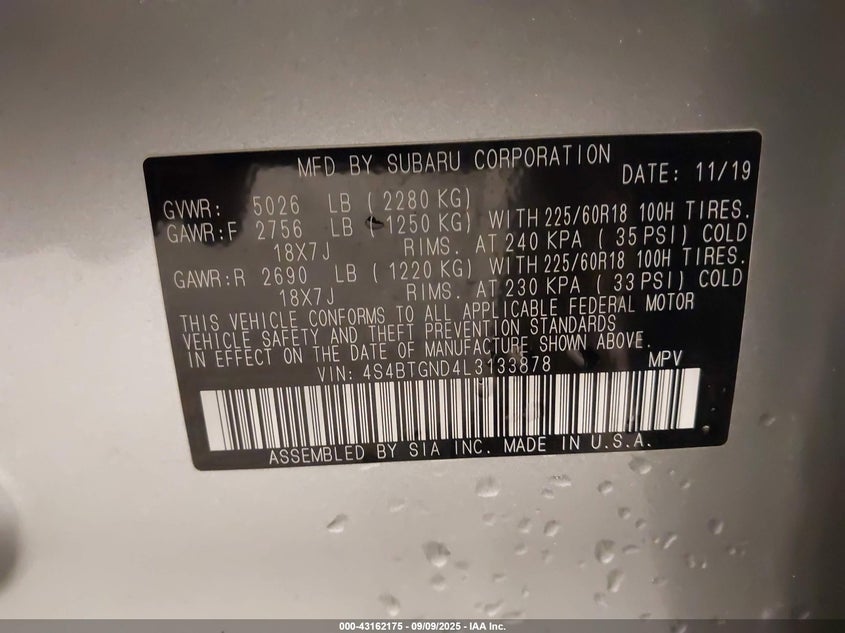 MFD BY SUBARU CORPORATION DATE: 11/19
GVWR: 5026 LB (2280 KG)
GAWR:F 2756 LB (1250 KG) WITH 225/60R18 100H TIRES.
18X7J RIMS. AT 240 KPA (35 PSI) COLD
GAWR:R 2690 LB (1220 KG) WITH 225/60R18 100H TIRES.
18X7J RIMS. AT 230 KPA (33 PSI) COLD
THIS VEHICLE CONFORMS TO ALL APPLICABLE FEDERAL MOTOR
VEHICLE SAFETY AND THEFT PREVENTION STANDARDS
IN EFFECT ON THE DATE OF MANUFACTURE SHOWN ABOVE.
VIN: 4S4BTGND4L3133878 MPV
ASSEMBLED BY SIA INC. MADE IN U.S.A.
000-43162175 - 09/09/2025 - IAA Inc.